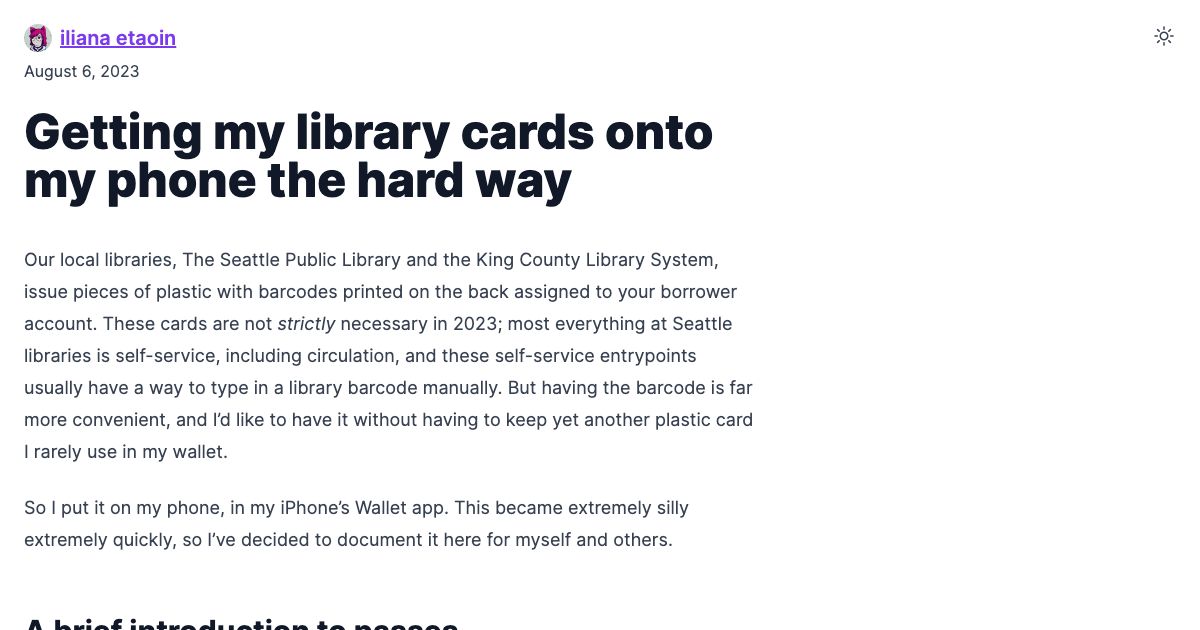 iliana etaoin
August 6, 2023
Getting my library cards onto
my phone the hard way
Our local libraries, The Seattle Public Library and the King County Library System,
issue pieces of plastic with barcodes printed on the back assigned to your borrower
account. These cards are not strictly necessary in 2023; most everything at Seattle
libraries is self-service, including circulation, and these self-service entrypoints
usually have a way to type in a library barcode manually. But having the barcode is far
more convenient, and I’d like to have it without having to keep yet another plastic card
I rarely use in my wallet.
So I put it on my phone, in my iPhone’s Wallet app. This became extremely silly
extremely quickly, so I’ve decided to document it here for myself and others.
A brief introduction to passes